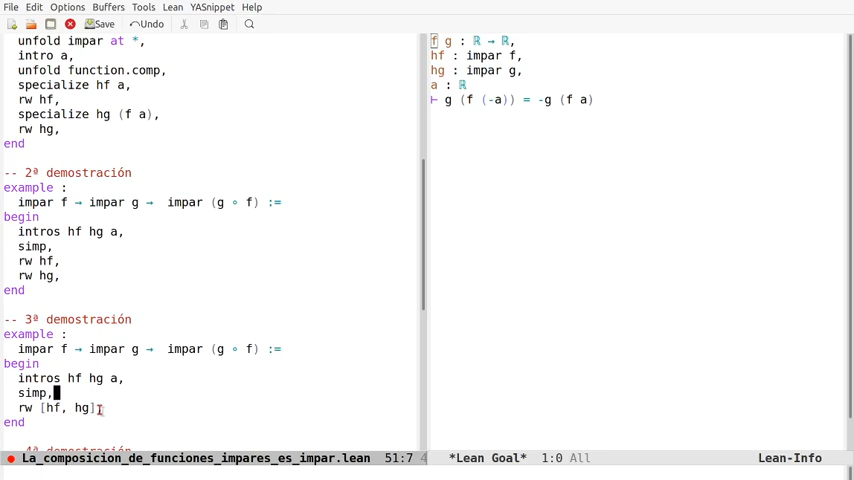 File Edit Options Buffers Tools Lean YASnippet Help
Save Undo
unfold impar at *,
intro a,
unfold function.comp,
specialize hf a,
rw hf,
specialize hg (f a),
rw hg,
end
-- 2ª demostración
example :
impar f → impar g → impar (g ∘ f) :=
begin
intros hf hg a,
simp,
rw hf,
rw hg,
end
-- 3ª demostración
example :
impar f → impar g → impar (g ∘ f) :=
begin
intros hf hg a,
simp,
rw [hf, hg]
end
-- 4ª demostración
La_composicion_de_funciones_impares_es_impar.lean 51:7 4
f g : ℝ → ℝ,
hf : impar f,
hg : impar g,
a : ℝ
⊢ g (f (-a)) = -g (f a)
*Lean Goal* 1:0 All Lean-Info